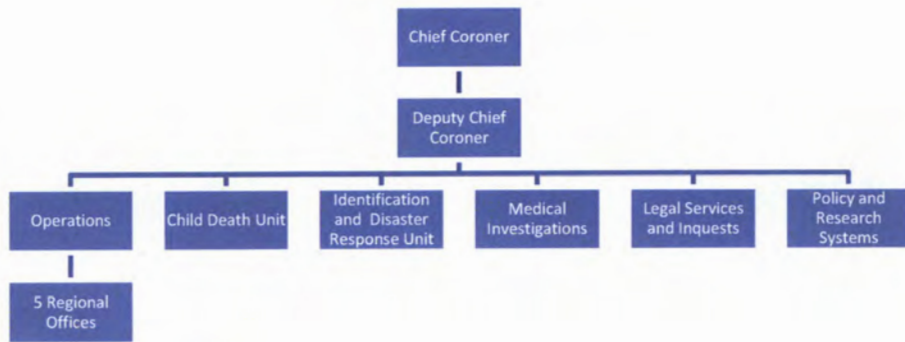 Chief Coroner
Deputy Chief
Coroner
Operations
Child Death Unit
Identification
and Disaster
Response Unit
Medical
Investigations
Legal Services
and Inquests
Policy and
Research
Systems
5 Regional
Offices